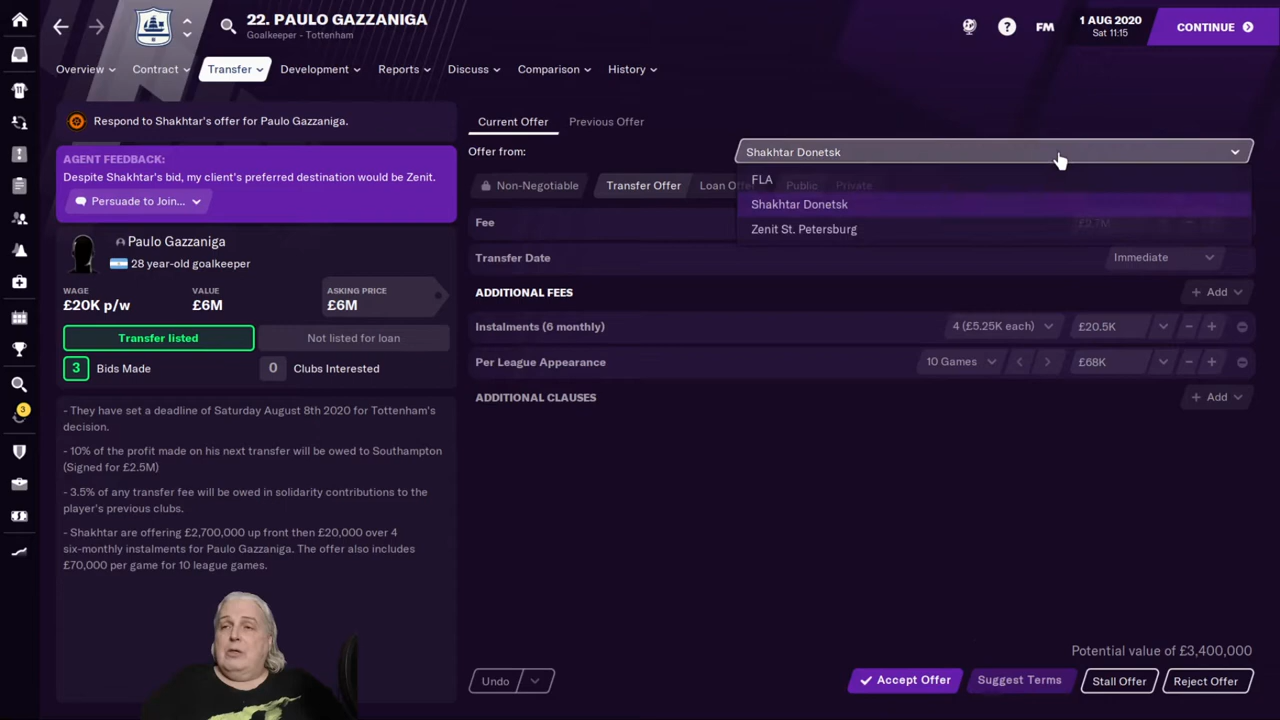 22. PAULO GAZZANIGA
Goalkeeper - Tottenham
FM
1 AUG 2020
Sat 11:15
CONTINUE
Overview
Contract
Transfer
Development
Reports
Discuss
Comparison
History
Respond to Shakhtar's offer for Paulo Gazzaniga.
AGENT FEEDBACK:
Despite Shakhtar's bid, my client's preferred destination would be Zenit.
Persuade to Join...
Paulo Gazzaniga
28 year-old goalkeeper
WAGE
£20K p/w
VALUE
£6M
ASKING PRICE
£6M
Transfer listed
Not listed for loan
3 Bids Made
0 Clubs Interested
- They have set a deadline of Saturday August 8th 2020 for Tottenham's
decision.
- 10% of the profit made on his next transfer will be owed to Southampton
(Signed for £2.5M)
- 3.5% of any transfer fee will be owed in solidarity contributions to the
player's previous clubs.
- Shakhtar are offering £2,700,000 up front then £20,000 over 4
six-monthly instalments for Paulo Gazzaniga. The offer also includes
£70,000 per game for 10 league games.
3
Current Offer
Previous Offer
Offer from:
Shakhtar Donetsk
FLA
Shakhtar Donetsk
Zenit St. Petersburg
Non-Negotiable
Transfer Offer
Loan Offer
Public
Private
Fee
£2.7M
Transfer Date
Immediate
ADDITIONAL FEES
+ Add
Instalments (6 monthly)
4 (£5.25K each)
£20.5K
Per League Appearance
10 Games
£68K
ADDITIONAL CLAUSES
+ Add
Potential value of £3,400,000
Undo
Accept Offer
Suggest Terms
Stall Offer
Reject Offer